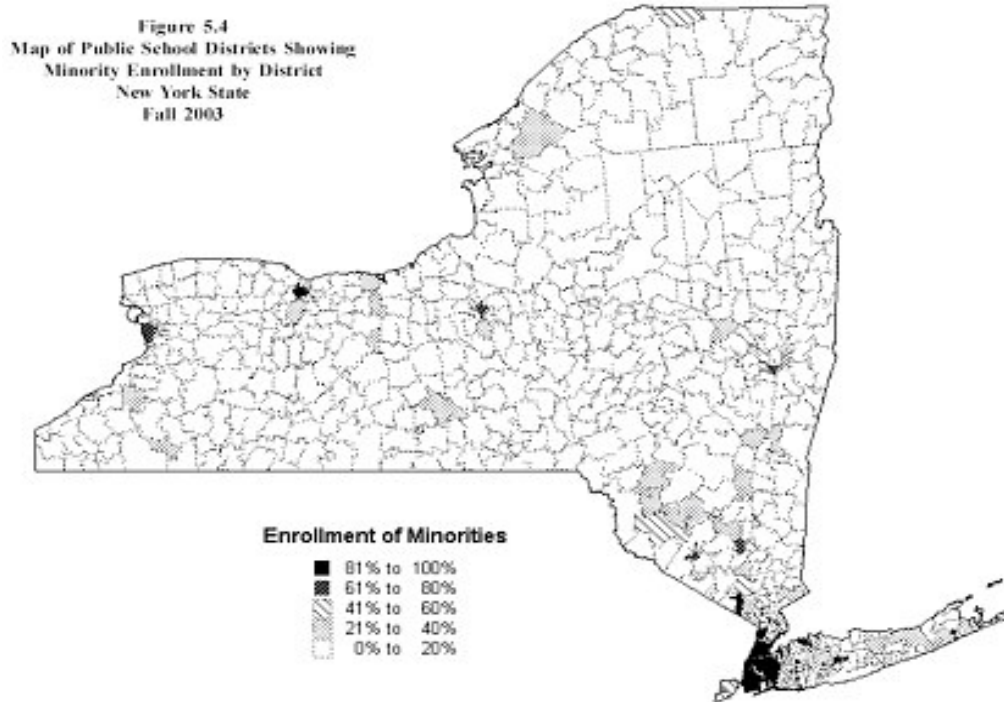 Figure 5.4
Map of Public School Districts Showing
Minority Enrollment by District
New York State
Fall 2003
Enrollment of Minorities
81% to 100%
61% to 80%
41% to 60%
21% to 40%
0% to 20%